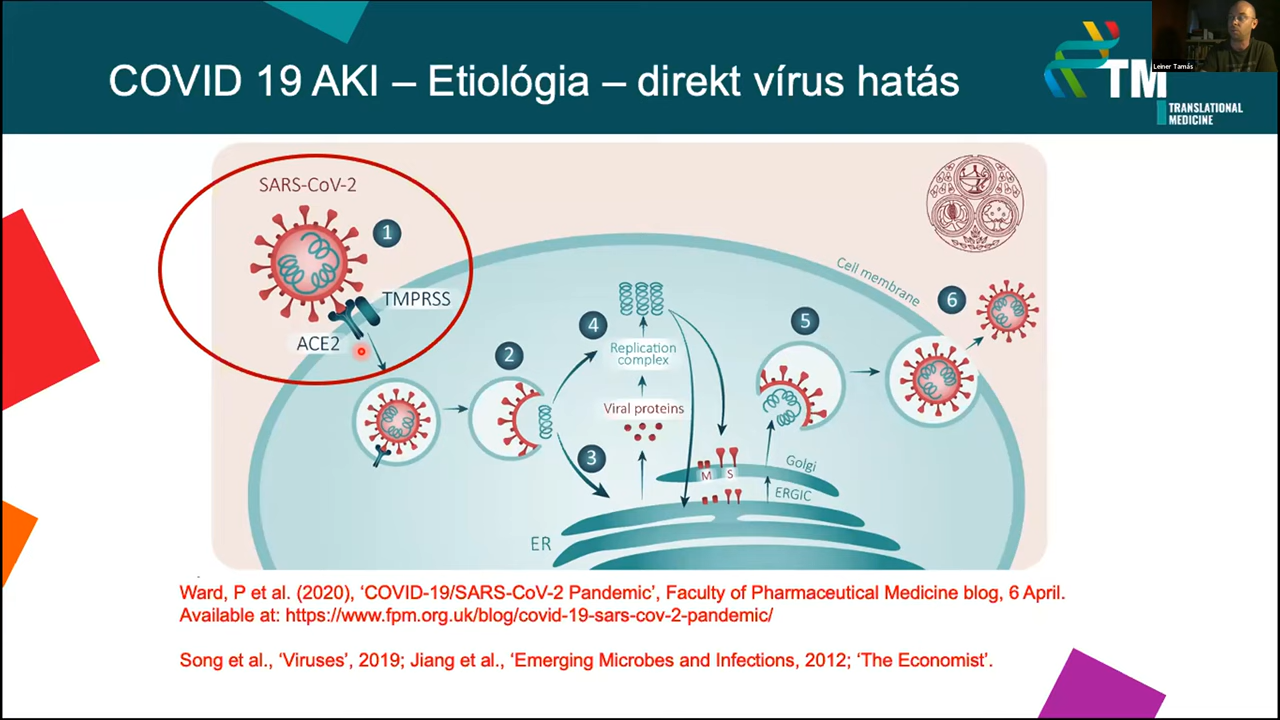 COVID 19 AKI – Etiológia – direkt vírus hatás
Leiner Tamás
TM
TRANSLATIONAL
MEDICINE
SARS-CoV-2
1
TMPRSS
ACE2
2
3
4
Replication
complex
Viral proteins
5
6
Cell membrane
M
S
Golgi
ERGIC
ER
Ward, P et al. (2020), ‘COVID-19/SARS-CoV-2 Pandemic’, Faculty of Pharmaceutical Medicine blog, 6 April.
Available at: https://www.fpm.org.uk/blog/covid-19-sars-cov-2-pandemic/
Song et al., ‘Viruses’, 2019; Jiang et al., ‘Emerging Microbes and Infections, 2012; ‘The Economist’.